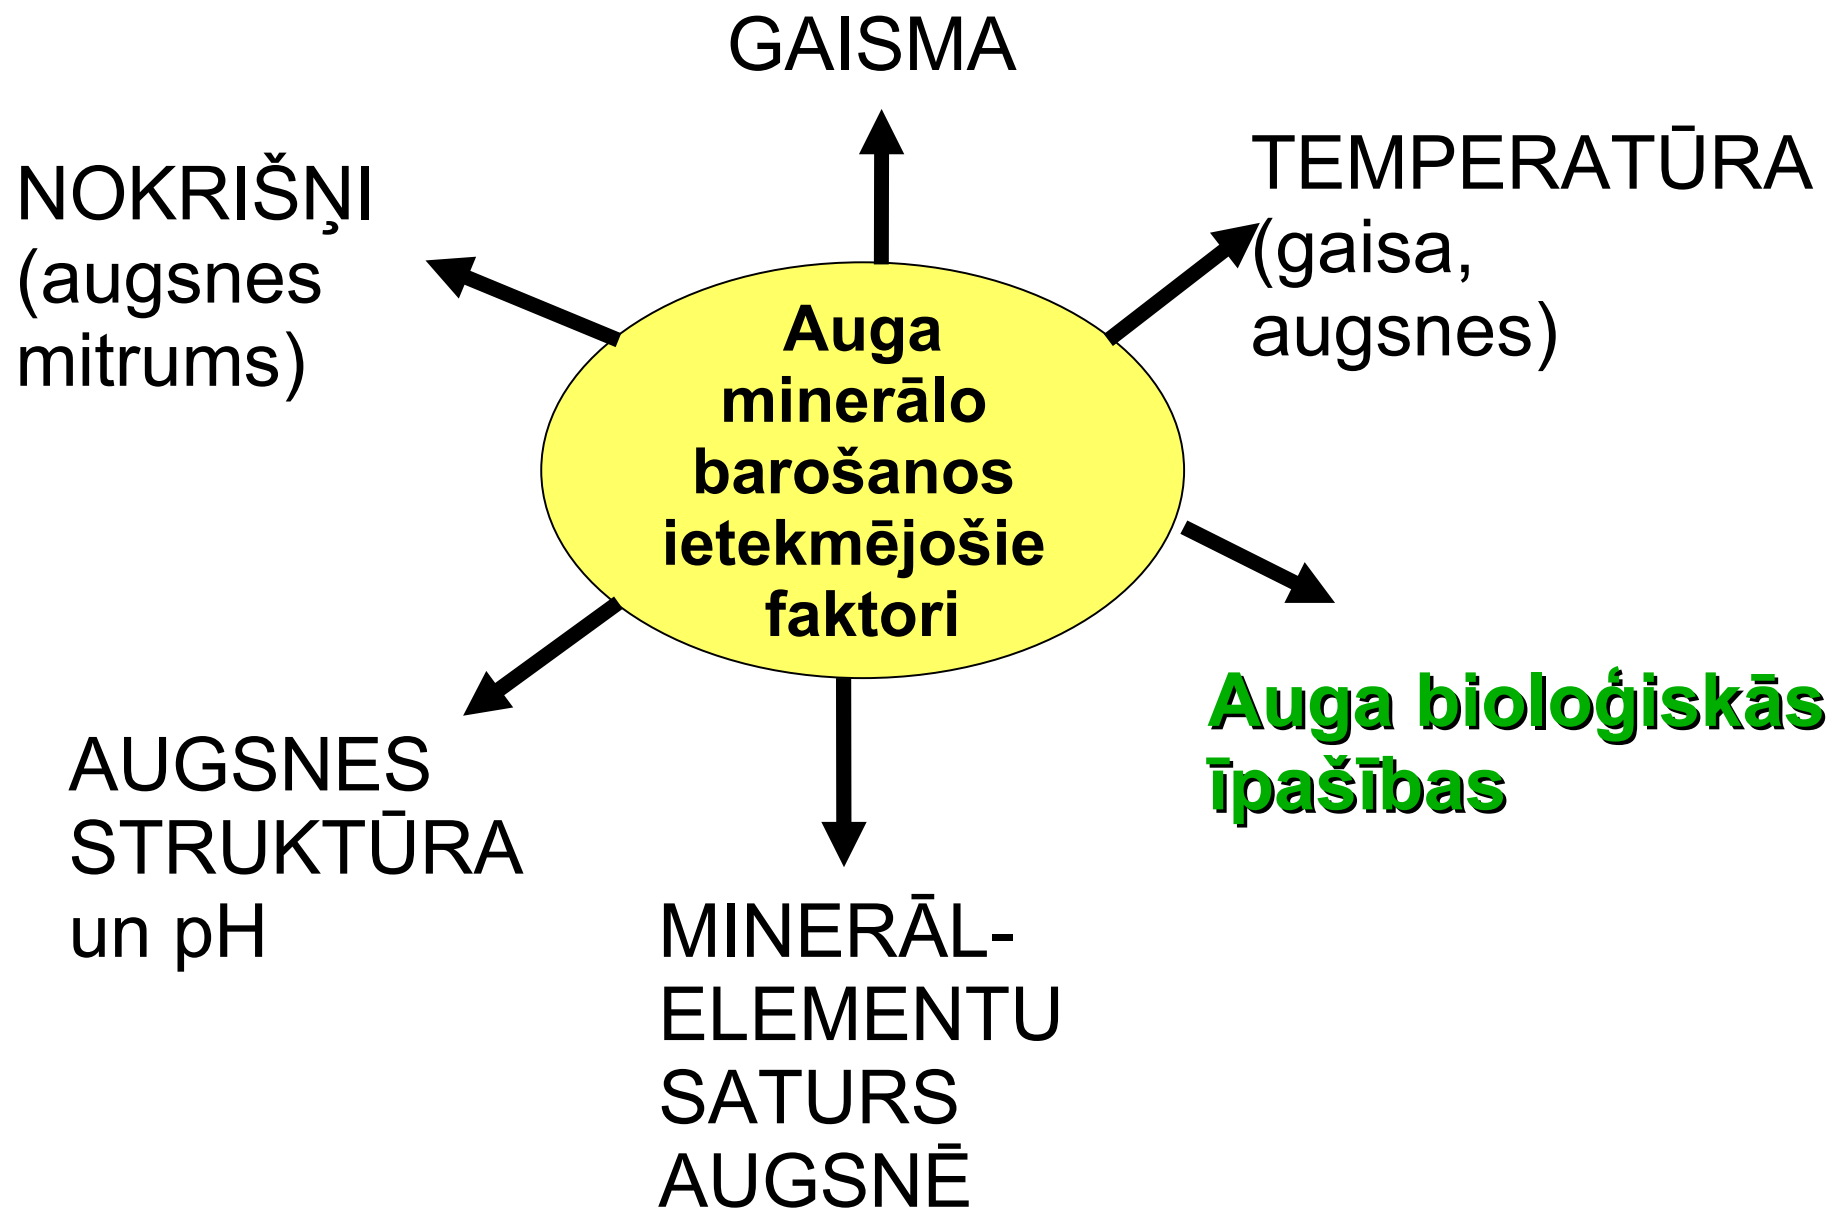 GAISMA
NOKRIŠŅI
(augsnes
mitrums)
TEMPERATŪRA
(gaisa,
augsnes)
Auga
minerālo
barošanos
ietekmējošie
faktori
Auga bioloģiskās
īpašības
AUGSNES
STRUKTŪRA
un pH
MINERĀL-
ELEMENTU
SATURS
AUGSNĒ